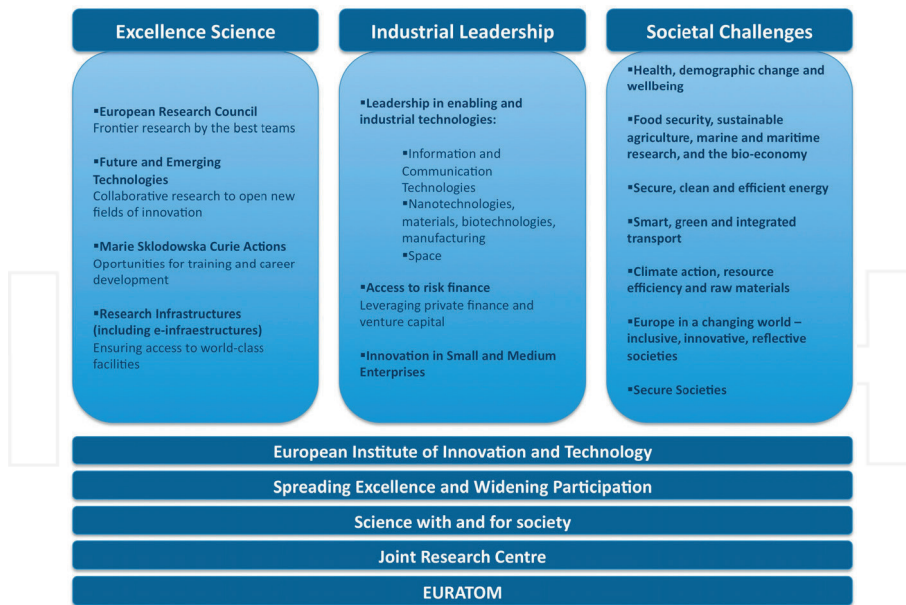 Excellence Science
▪European Research Council
Frontier research by the best teams
▪Future and Emerging
Technologies
Collaborative research to open new
fields of innovation
▪Marie Sklodowska Curie Actions
Oportunities for training and career
development
▪Research Infrastructures
(including e-infraestructures)
Ensuring access to world-class
facilities
Industrial Leadership
▪Leadership in enabling and
industrial technologies:
▪Information and
Communication
Technologies
▪Nanotechnologies,
materials, biotechnologies,
manufacturing
▪Space
▪Access to risk finance
Leveraging private finance and
venture capital
▪Innovation in Small and Medium
Enterprises
Societal Challenges
▪Health, demographic change and
wellbeing
▪Food security, sustainable
agriculture, marine and maritime
research, and the bio-economy
▪Secure, clean and efficient energy
▪Smart, green and integrated
transport
▪Climate action, resource
efficiency and raw materials
▪Europe in a changing world –
inclusive, innovative, reflective
societies
▪Secure Societies
European Institute of Innovation and Technology
Spreading Excellence and Widening Participation
Science with and for society
Joint Research Centre
EURATOM